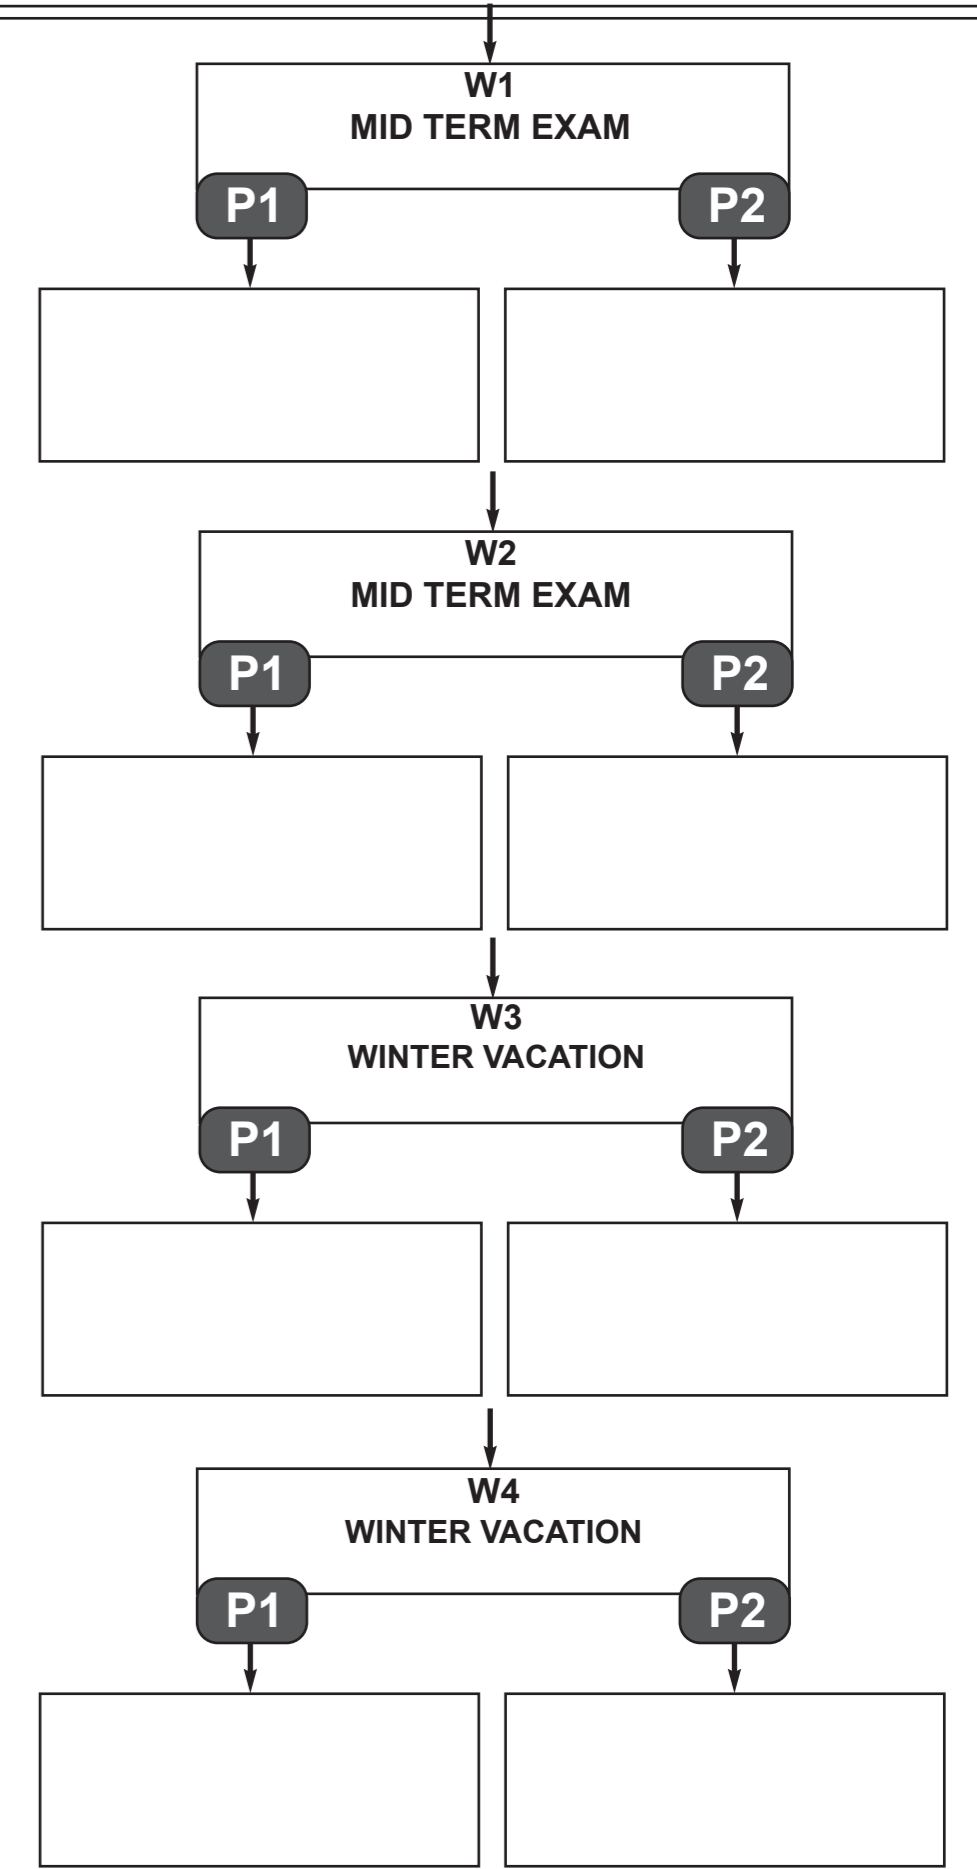 W1
MID TERM EXAM
P1 P2
W2
MID TERM EXAM
P1 P2
W3
WINTER VACATION
P1 P2
W4
WINTER VACATION
P1 P2